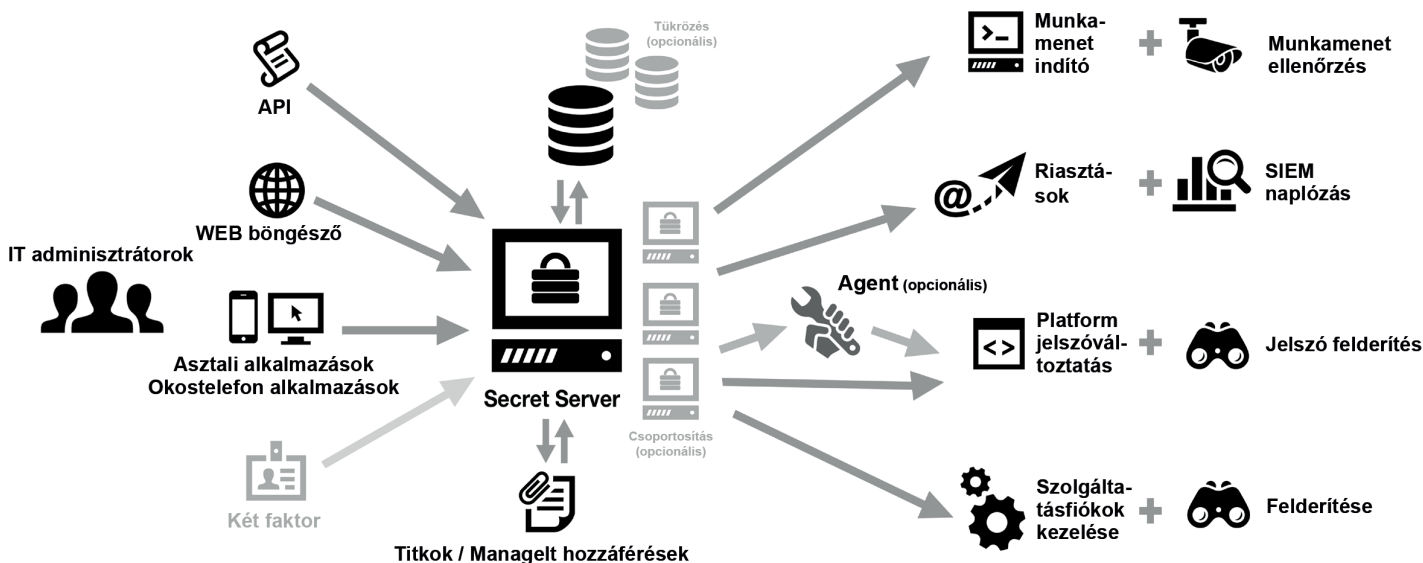 Tükrözés
(opcionális)
API
WEB böngésző
IT adminisztrátorok
Asztali alkalmazások
Okostelefon alkalmazások
Két faktor
Secret Server
Csoportosítás
(opcionális)
Titkok / Managelt hozzáférések
Munka-
menet
indító
Munkamenet
ellenőrzés
@
Riasztá-
sok
SIEM
naplózás
Agent (opcionális)
Platform
jelszóvál-
toztatás
Jelszó felderítés
Szolgálta-
tásfiókok
kezelése
Felderítése